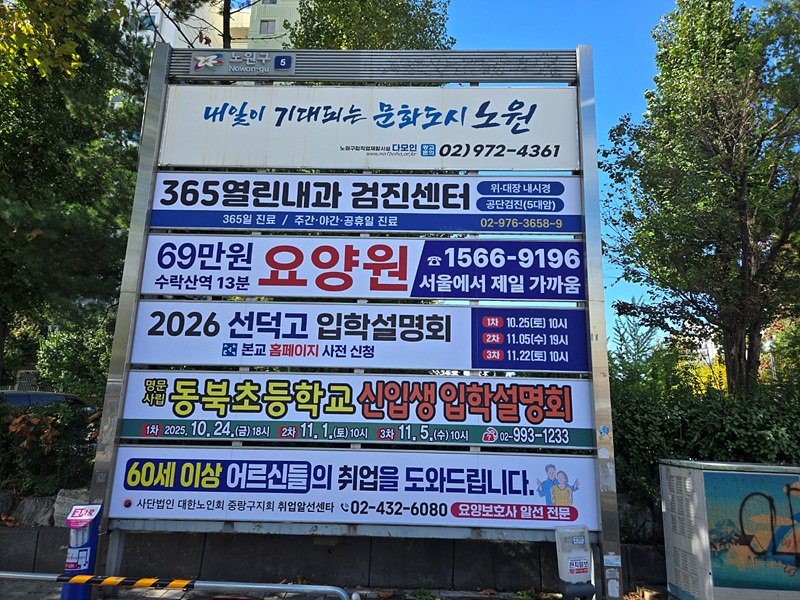 노원구
Nowon-gu 5
내일이 기대되는 문화도시 노원
노원구립직업재활시설 다모인 광고문의 02)972-4361
365열린내과 검진센터
위·대장 내시경
공단검진(5대암)
365일 진료 / 주간·야간·공휴일 진료 02-976-3658~9
69만원
수락산역 13분
요양원
1566-9196
서울에서 제일 가까움
2026 선덕고 입학설명회
본교 홈페이지 사전 신청
1차 10.25(토) 10시
2차 11.05(수) 19시
3차 11.22(토) 10시
명문
사립
동북초등학교 신입생 입학설명회
1차 2025. 10. 24.(금) 18시 2차 11. 1.(토) 10시 3차 11. 5.(수) 10시 02-993-1233
60세 이상 어르신들의 취업을 도와드립니다.
사단법인 대한노인회 중랑구지회 취업알선센터 02-432-6080 요양보호사 알선 전문